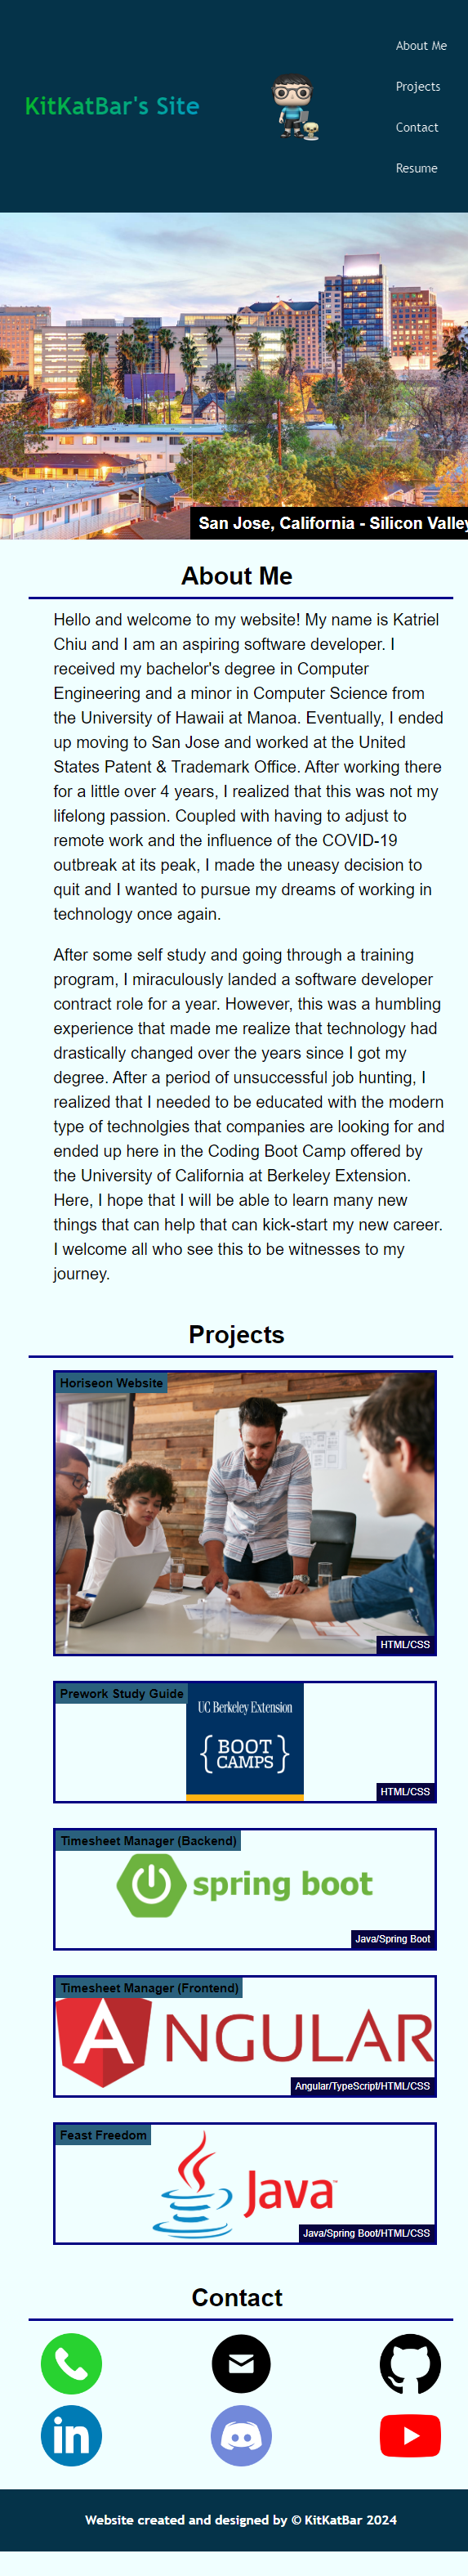 About Me
Projects
KitKatBar's Site
Contact
Resume
San Jose, California - Silicon Valley
About Me
Hello and welcome to my website! My name is Katriel
Chiu and I am an aspiring software developer. I
received my bachelor's degree in Computer
Engineering and a minor in Computer Science from
the University of Hawaii at Manoa. Eventually, I ended
up moving to San Jose and worked at the United
States Patent & Trademark Office. After working there
for a little over 4 years, I realized that this was not my
lifelong passion. Coupled with having to adjust to
remote work and the influence of the COVID-19
outbreak at its peak, I made the uneasy decision to
quit and I wanted to pursue my dreams of working in
technology once again.
After some self study and going through a training
program, I miraculously landed a software developer
contract role for a year. However, this was a humbling
experience that made me realize that technology had
drastically changed over the years since I got my
degree. After a period of unsuccessful job hunting, I
realized that I needed to be educated with the modern
type of technolgies that companies are looking for and
ended up here in the Coding Boot Camp offered by
the University of California at Berkeley Extension.
Here, I hope that I will be able to learn many new
things that can help that can kick-start my new career.
I welcome all who see this to be witnesses to my
journey.
Projects
Horiseon Website
HTML/CSS
Prework Study Guide
UC Berkeley Extension
{BOOT
CAMPS}
HTML/CSS
Timesheet Manager (Backend)
spring boot
Java/Spring Boot
Timesheet Manager (Frontend)
ANGULAR
Angular/TypeScript/HTML/CSS
Feast Freedom
Java™
Java/Spring Boot/HTML/CSS
Contact
in
Website created and designed by © KitKatBar 2024